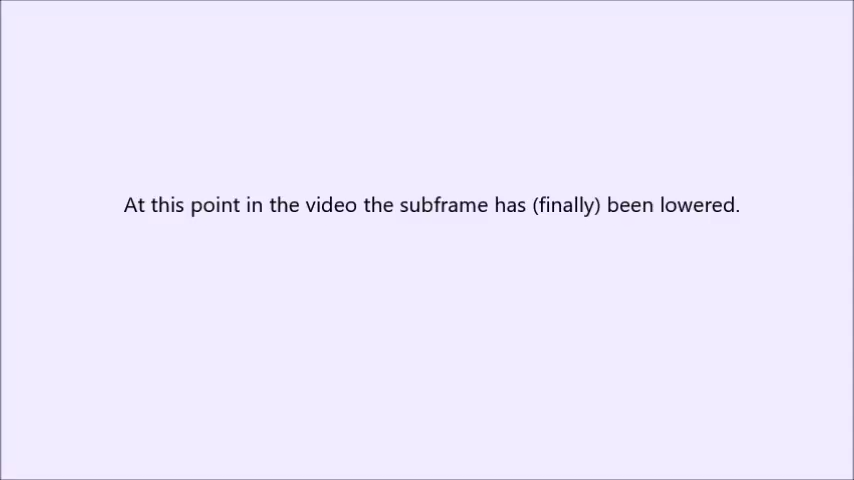 At this point in the video the subframe has (finally) been lowered.